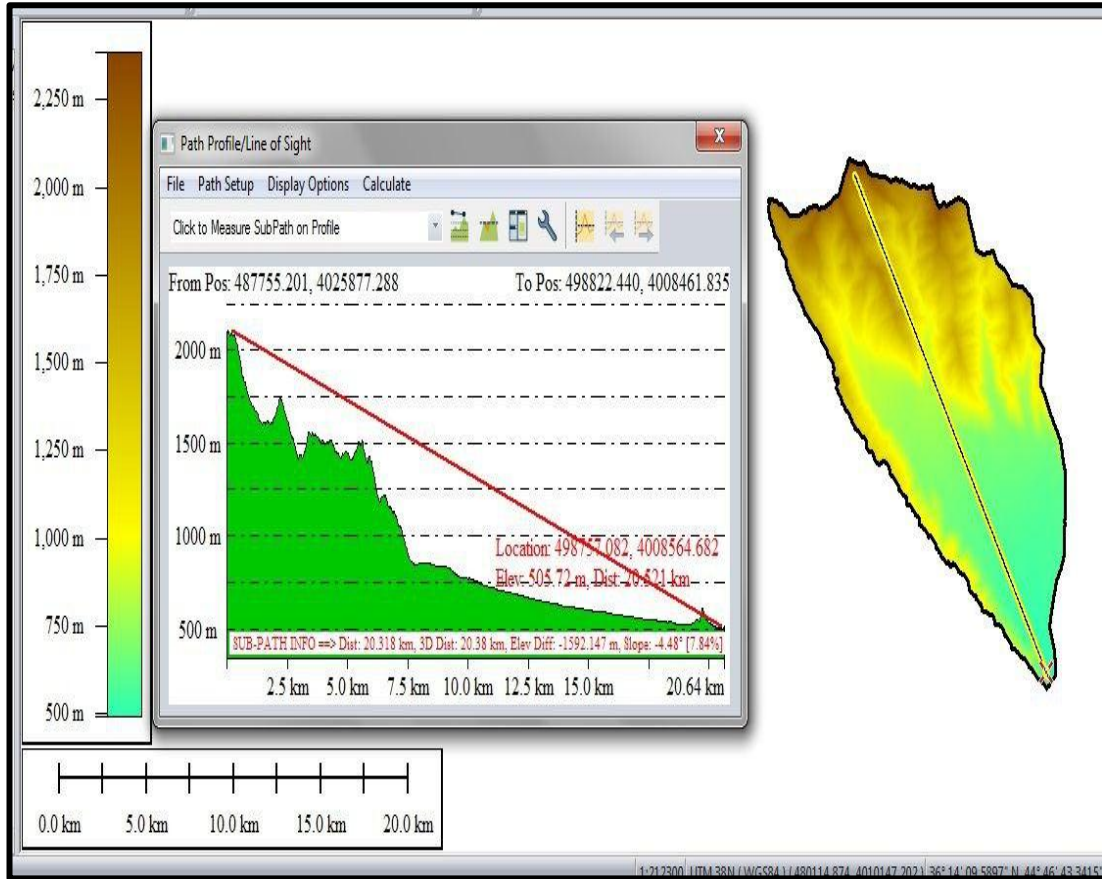 2,250 m
2,000 m
1,750 m
1,500 m
1,250 m
1,000 m
750 m
500 m
Path Profile/Line of Sight
X
File Path Setup Display Options Calculate
Click to Measure SubPath on Profile
From Pos: 487755.201, 4025877.288 To Pos: 498822.440, 4008461.835
2000 m
1500 m
1000 m
500 m
Location: 498757.082, 4008564.682
Elev: 505.72 m, Dist: 20.521 km
SUB-PATH INFO ==> Dist: 20.318 km, 3D Dist: 20.38 km, Elev Diff: -1592.147 m, Slope: -4.48° [7.84%]
2.5 km 5.0 km 7.5 km 10.0 km 12.5 km 15.0 km 20.64 km
0.0 km 5.0 km 10.0 km 15.0 km 20.0 km
1:212300 UTM 38N ( WGS84 ) ( 480114.874, 4010147.202 ) 36° 14' 09.5897" N, 44° 46' 43.3415"